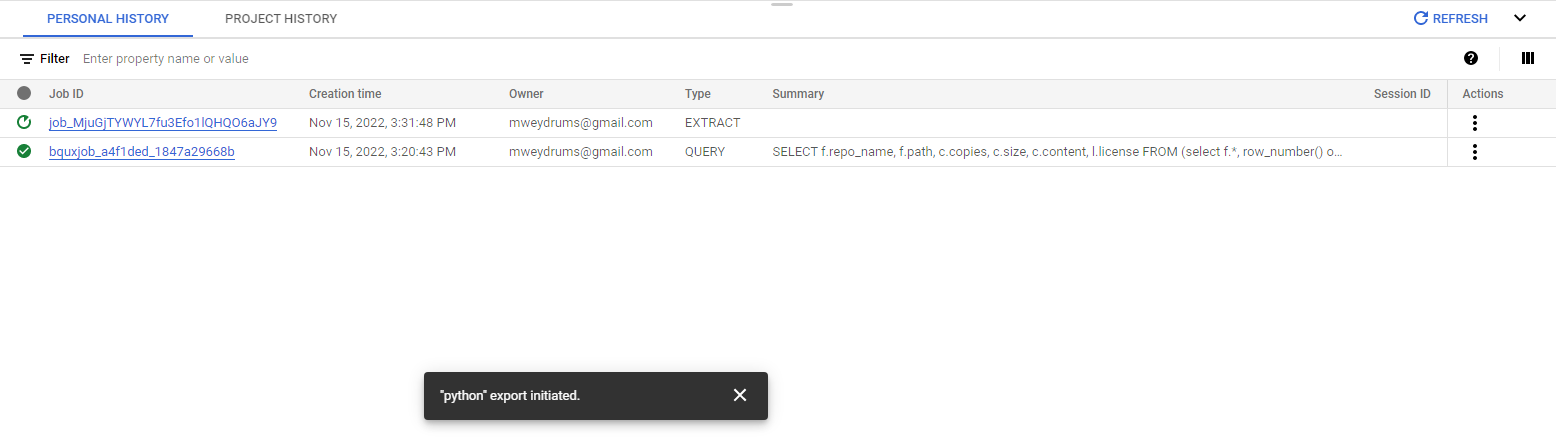 PERSONAL HISTORY PROJECT HISTORY REFRESH
Filter Enter property name or value
Job ID Creation time Owner Type Summary Session ID Actions
job_MjuGjTYWYL7fu3Efo1lQHQO6aJY9 Nov 15, 2022, 3:31:48 PM mweydrums@gmail.com EXTRACT
bquxjob_a4f1ded_1847a29668b Nov 15, 2022, 3:20:43 PM mweydrums@gmail.com QUERY SELECT f.repo_name, f.path, c.copies, c.size, c.content, l.license FROM (select f.*, row_number() o...
"python" export initiated.